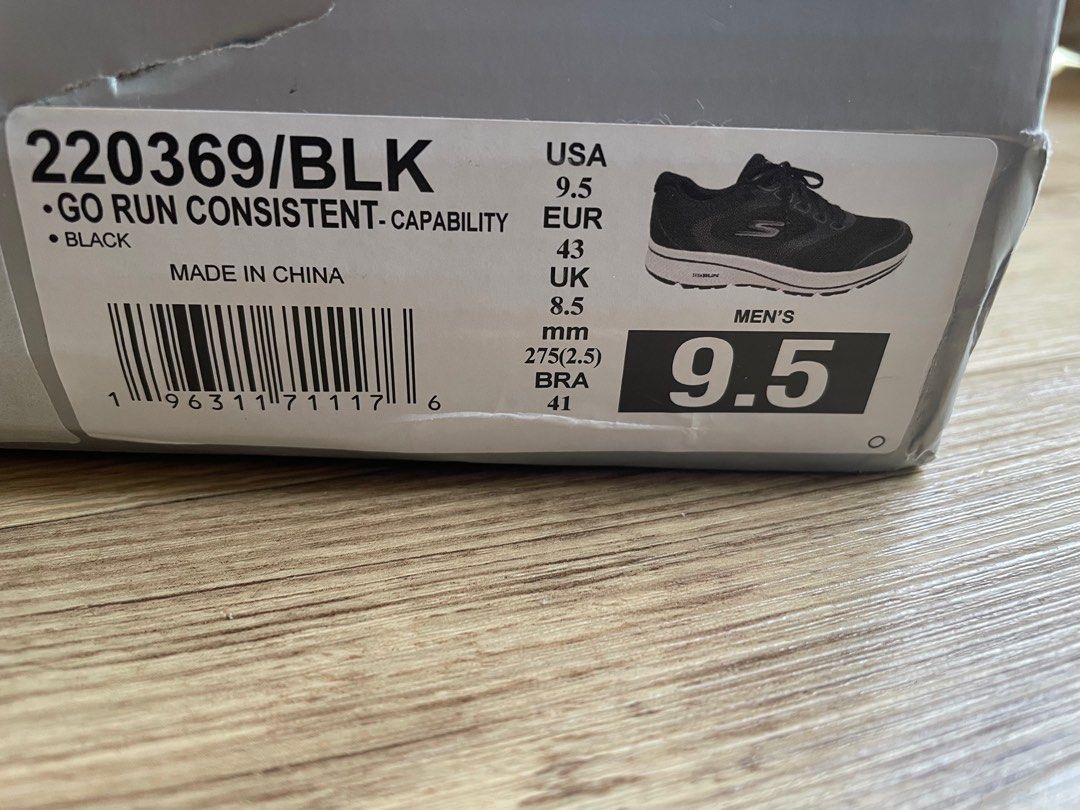 220369/BLK
•GO RUN CONSISTENT- CAPABILITY
• BLACK
MADE IN CHINA
1 96311 71117 6
USA
9.5
EUR
43
UK
8.5
mm
275(2.5)
BRA
41
MEN'S
9.5